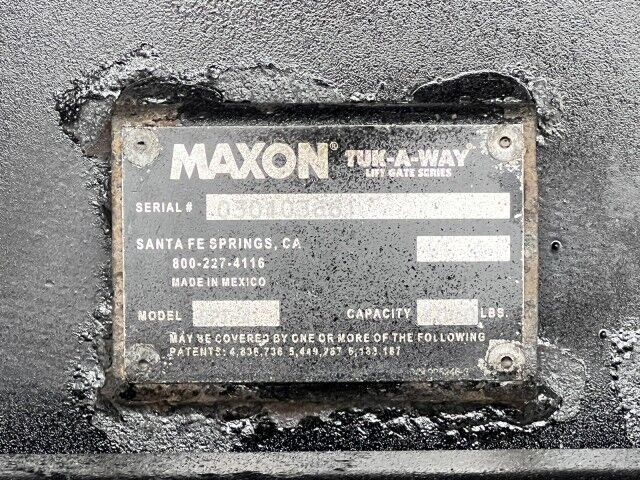 MAXON® TUK-A-WAY®
LIFT GATE SERIES
SERIAL #
SANTA FE SPRINGS, CA
800-227-4116
MADE IN MEXICO
MODEL CAPACITY LBS.
MAY BE COVERED BY ONE OR MORE OF THE FOLLOWING
PATENTS: 4,836,736 5,449,267 6,183,187